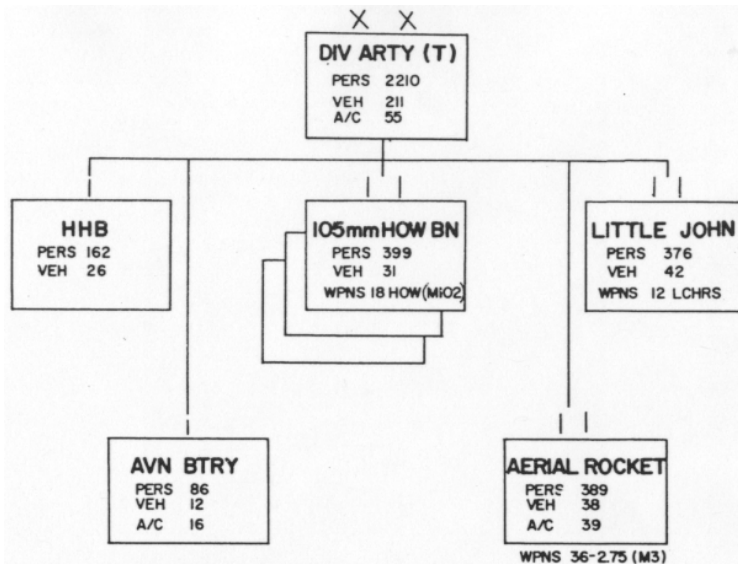 X X
DIV ARTY (T)
PERS 2210
VEH 211
A/C 55
HHB
PERS 162
VEH 26
105mm HOW BN
PERS 399
VEH 31
WPNS 18 HOW (M102)
LITTLE JOHN
PERS 376
VEH 42
WPNS 12 LCHRS
AVN BTRY
PERS 86
VEH 12
A/C 16
AERIAL ROCKET
PERS 389
VEH 38
A/C 39
WPNS 36-2.75 (M3)